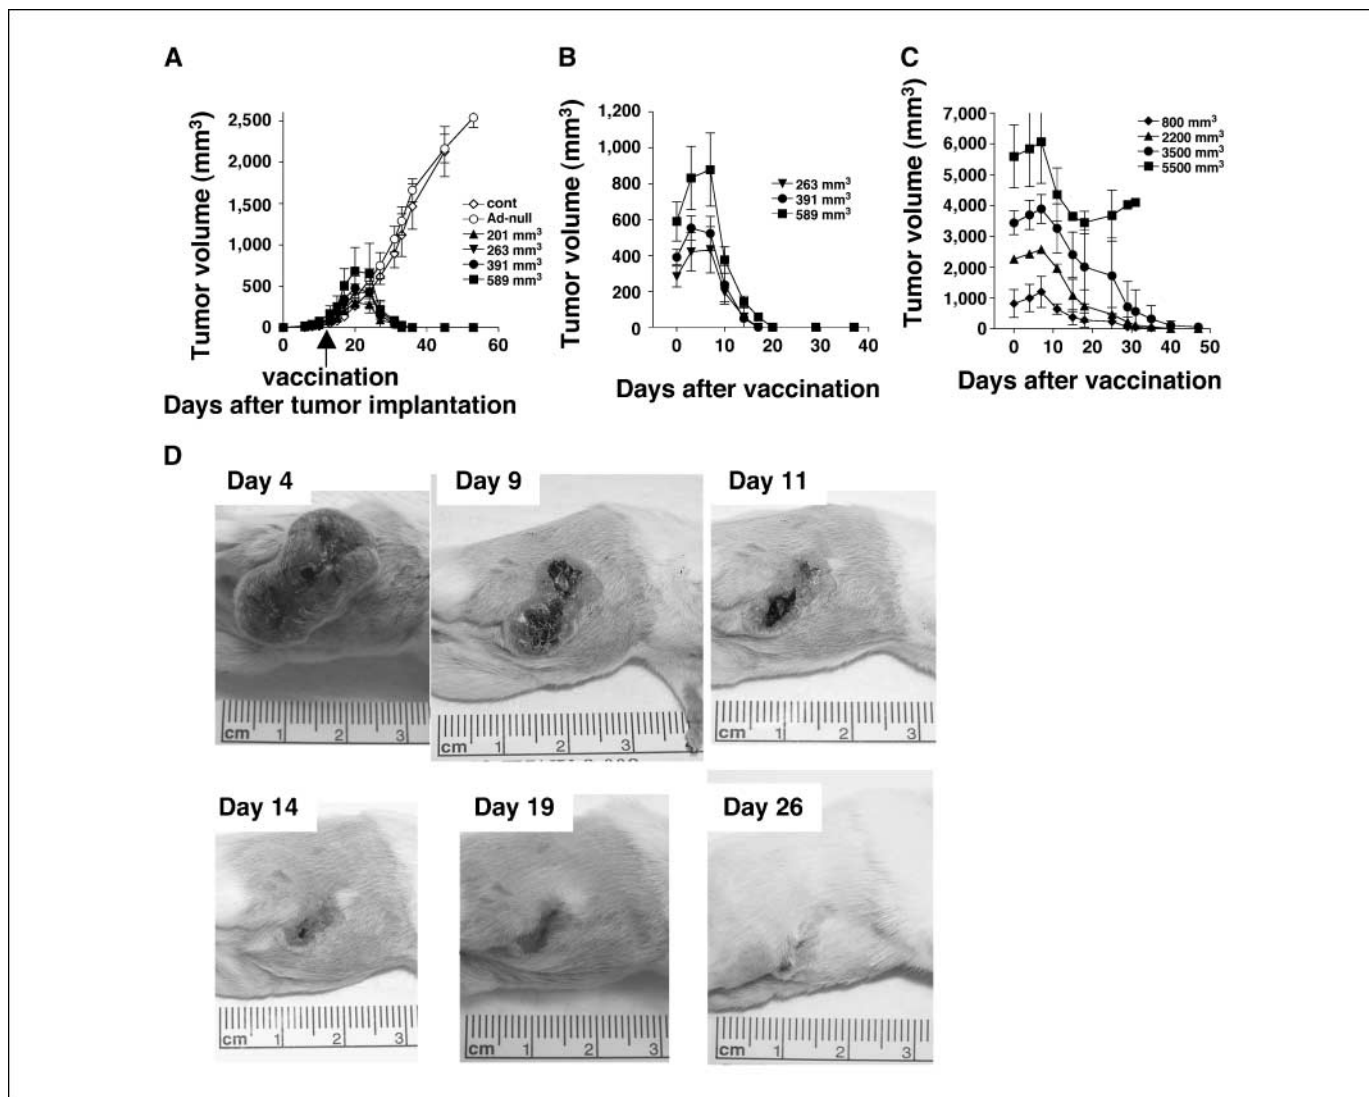 A
Tumor volume (mm³)
2,500
2,000
1,500
1,000
500
0
0 20 40 60
cont
Ad-null
201 mm³
263 mm³
391 mm³
589 mm³
vaccination
Days after tumor implantation
B
Tumor volume (mm³)
1,200
1,000
800
600
400
200
0
0 10 20 30 40
263 mm³
391 mm³
589 mm³
Days after vaccination
C
Tumor volume (mm³)
7,000
6,000
5,000
4,000
3,000
2,000
1,000
0
0 10 20 30 40 50
800 mm³
2200 mm³
3500 mm³
5500 mm³
Days after vaccination
D
Day 4
cm 1 2 3
Day 9
cm 1 2 3
Day 11
cm 1 2 3
Day 14
cm 1 2 3
Day 19
cm 1 2 3
Day 26
cm 1 2 3